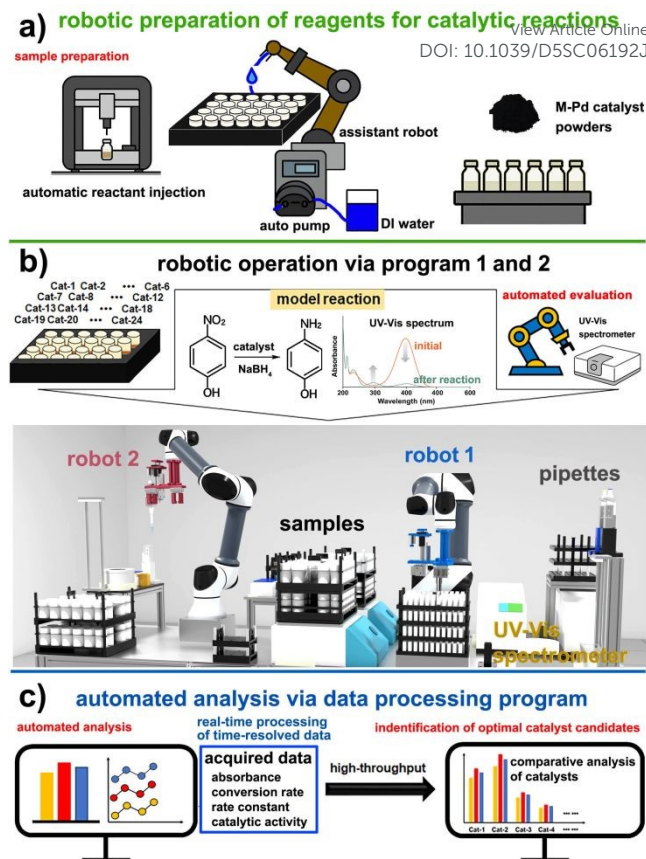 a) robotic preparation of reagents for catalytic reactions
View Article Online
DOI: 10.1039/D5SC06192J
sample preparation
M-Pd catalyst
powders
assistant robot
automatic reactant injection
auto pump
DI water
b) robotic operation via program 1 and 2
Cat-1 Cat-2 ••• Cat-6
Cat-7 Cat-8 ••• Cat-12
Cat-13 Cat-14 ••• Cat-18
Cat-19 Cat-20 ••• Cat-24
model reaction
NO2
OH
catalyst
NaBH4
NH2
OH
UV-Vis spectrum
initial
after reaction
Absorbance
200 300 400 500 600
Wavelength (nm)
automated evaluation
UV-Vis
spectrometer
robot 2
robot 1
pipettes
samples
UV-Vis
spectrometer
c) automated analysis via data processing program
automated analysis
real-time processing
of time-resolved data
acquired data
absorbance
conversion rate
rate constant
catalytic activity
high-throughput
indentification of optimal catalyst candidates
comparative analysis
of catalysts
Cat-1 Cat-2 Cat-3 Cat-4 ••• •••